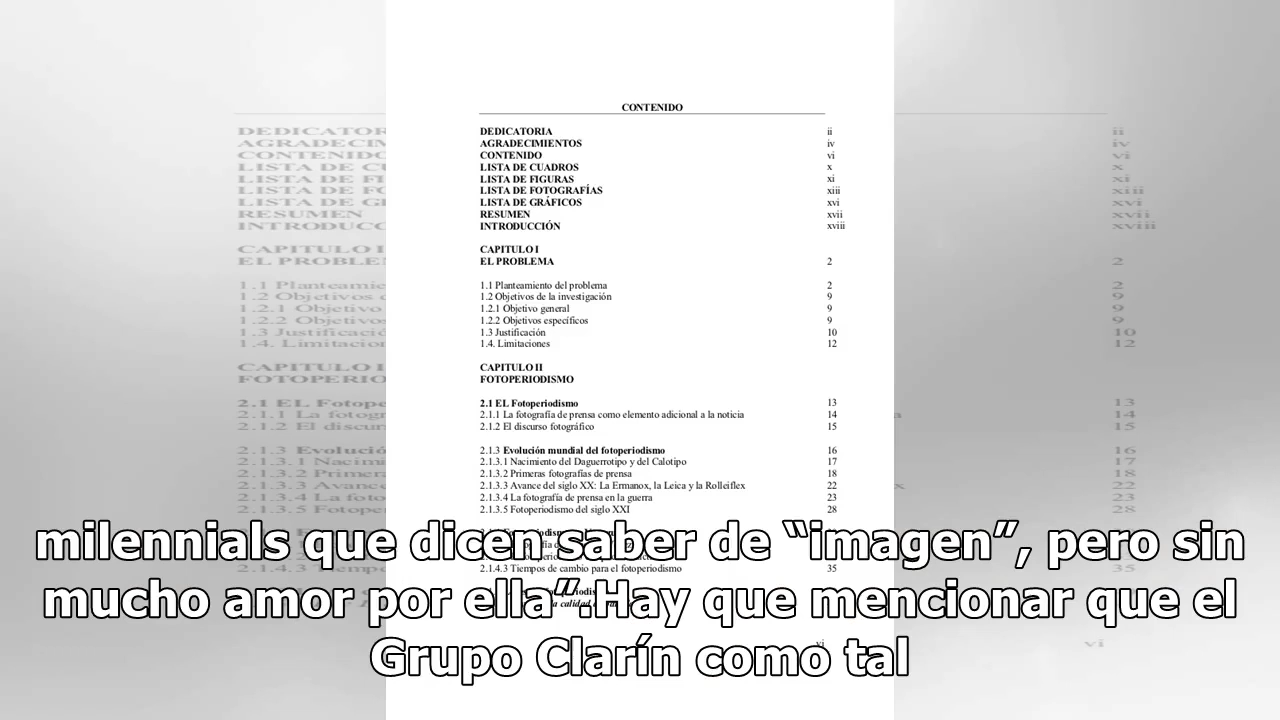 CONTENIDO
DEDICATORIA ii
AGRADECIMIENTOS iv
CONTENIDO vi
LISTA DE CUADROS x
LISTA DE FIGURAS xi
LISTA DE FOTOGRAFÍAS xiii
LISTA DE GRÁFICOS xvi
RESUMEN xvii
INTRODUCCIÓN xviii
CAPITULO I
EL PROBLEMA 2
1.1 Planteamiento del problema 2
1.2 Objetivos de la investigación 9
1.2.1 Objetivo general 9
1.2.2 Objetivos específicos 9
1.3 Justificación 10
1.4. Limitaciones 12
CAPITULO II
FOTOPERIODISMO
2.1 EL Fotoperiodismo 13
2.1.1 La fotografía de prensa como elemento adicional a la noticia 14
2.1.2 El discurso fotográfico 15
2.1.3 Evolución mundial del fotoperiodismo 16
2.1.3.1 Nacimiento del Daguerrotipo y del Calotipo 17
2.1.3.2 Primeras fotografías de prensa 18
2.1.3.3 Avance del siglo XX: La Ermanox, la Leica y la Rolleiflex 22
2.1.3.4 La fotografía de prensa en la guerra 23
2.1.3.5 Fotoperiodismo del siglo XXI 28
2.1.4.3 Tiempos de cambio para el fotoperiodismo 35
vi
milennials que dicen saber de “imagen”, pero sin
mucho amor por ella”.Hay que mencionar que el
Grupo Clarín como tal